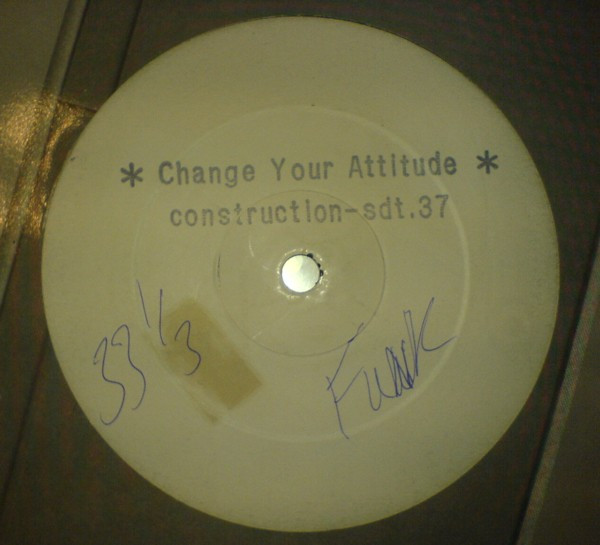 * Change Your Attitude *
construction-sdt.37
33 1/3
Funk